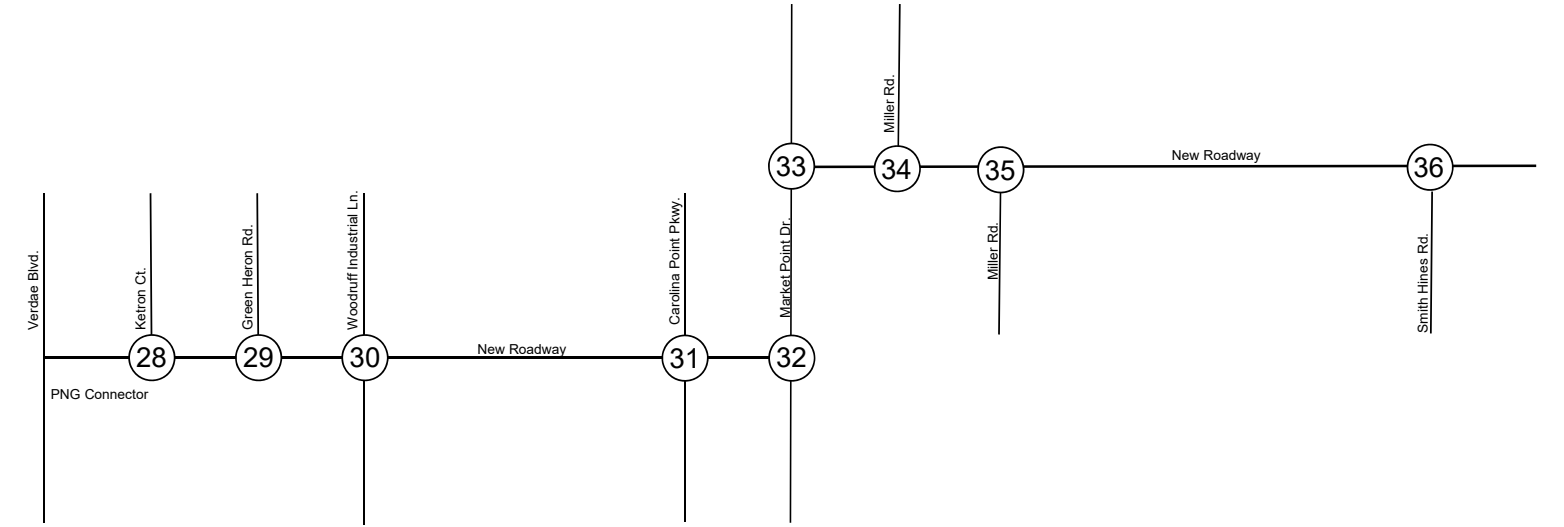 Miller Rd.
33
34
35
New Roadway
36
Verdae Blvd.
Ketron Ct.
Green Heron Rd.
Woodruff Industrial Ln.
Carolina Point Pkwy.
Market Point Dr.
Miller Rd.
Smith Hines Rd.
28
29
30
New Roadway
31
32
PNG Connector